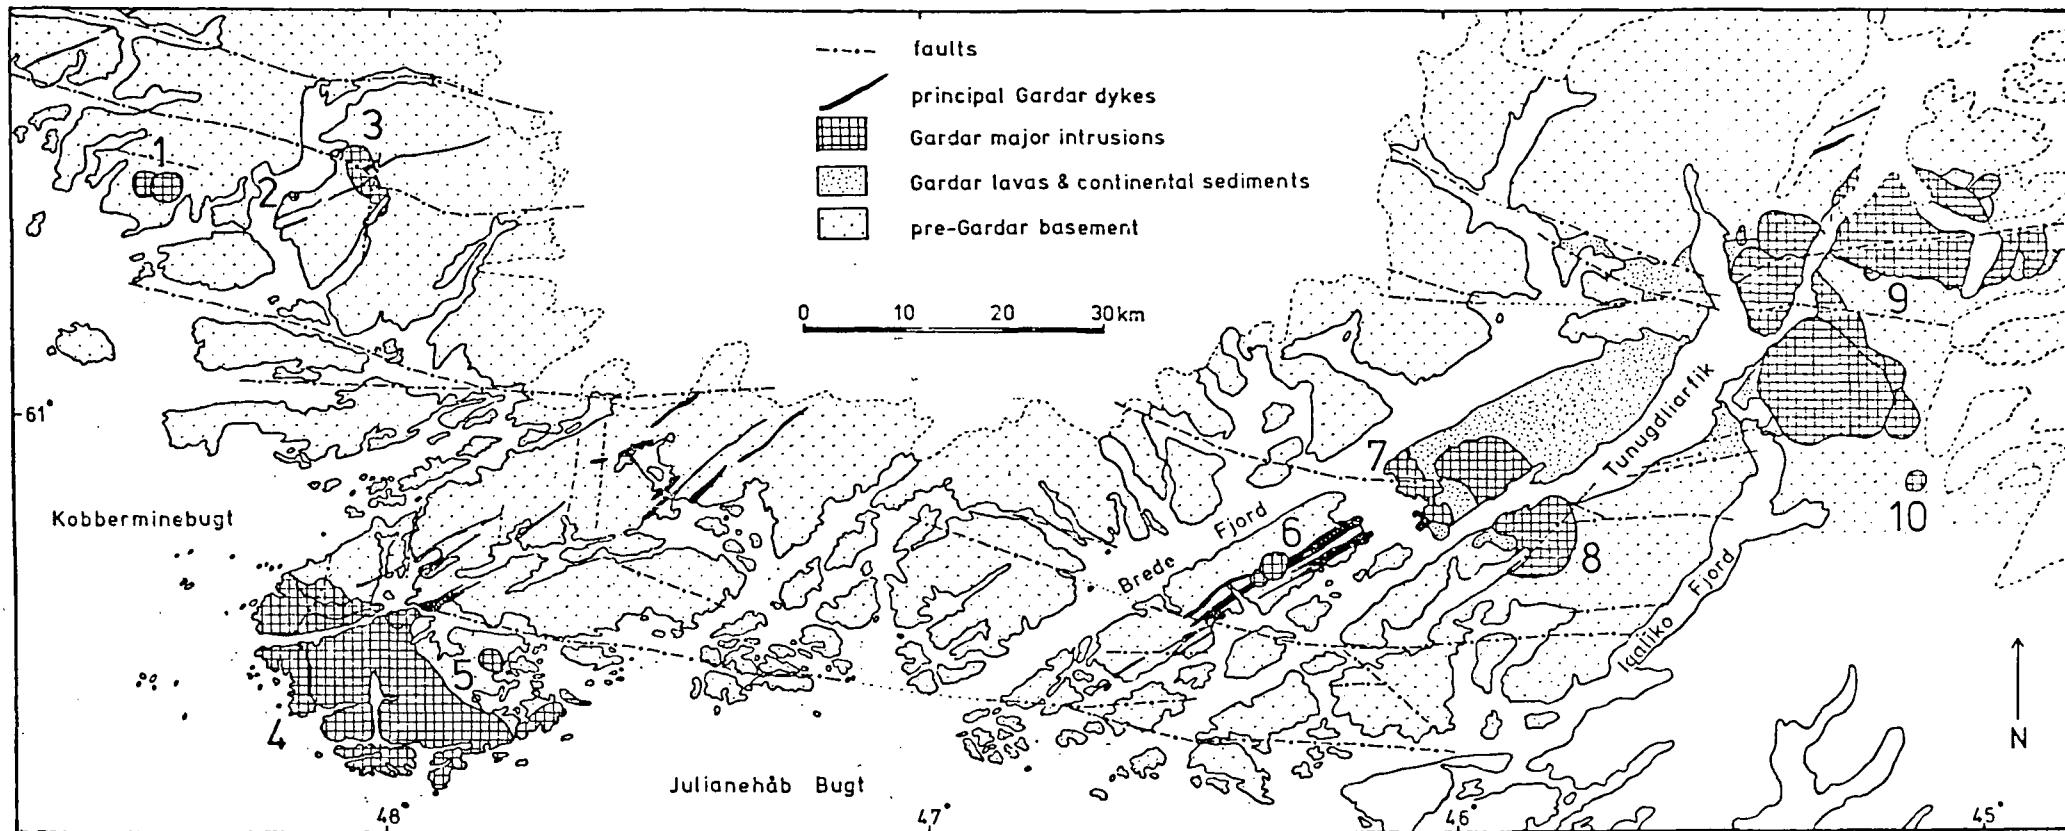 faults
principal Gardar dykes
Gardar major intrusions
Gardar lavas & continental sediments
pre-Gardar basement
0 10 20 30 km
1
2
3
61°
Kobberminebugt
4
5
Julianehåb Bugt
Brede Fjord
6
7
8
Tunugdliarfik
9
10
Igaliko Fjord
N
48°
47°
46°
45°